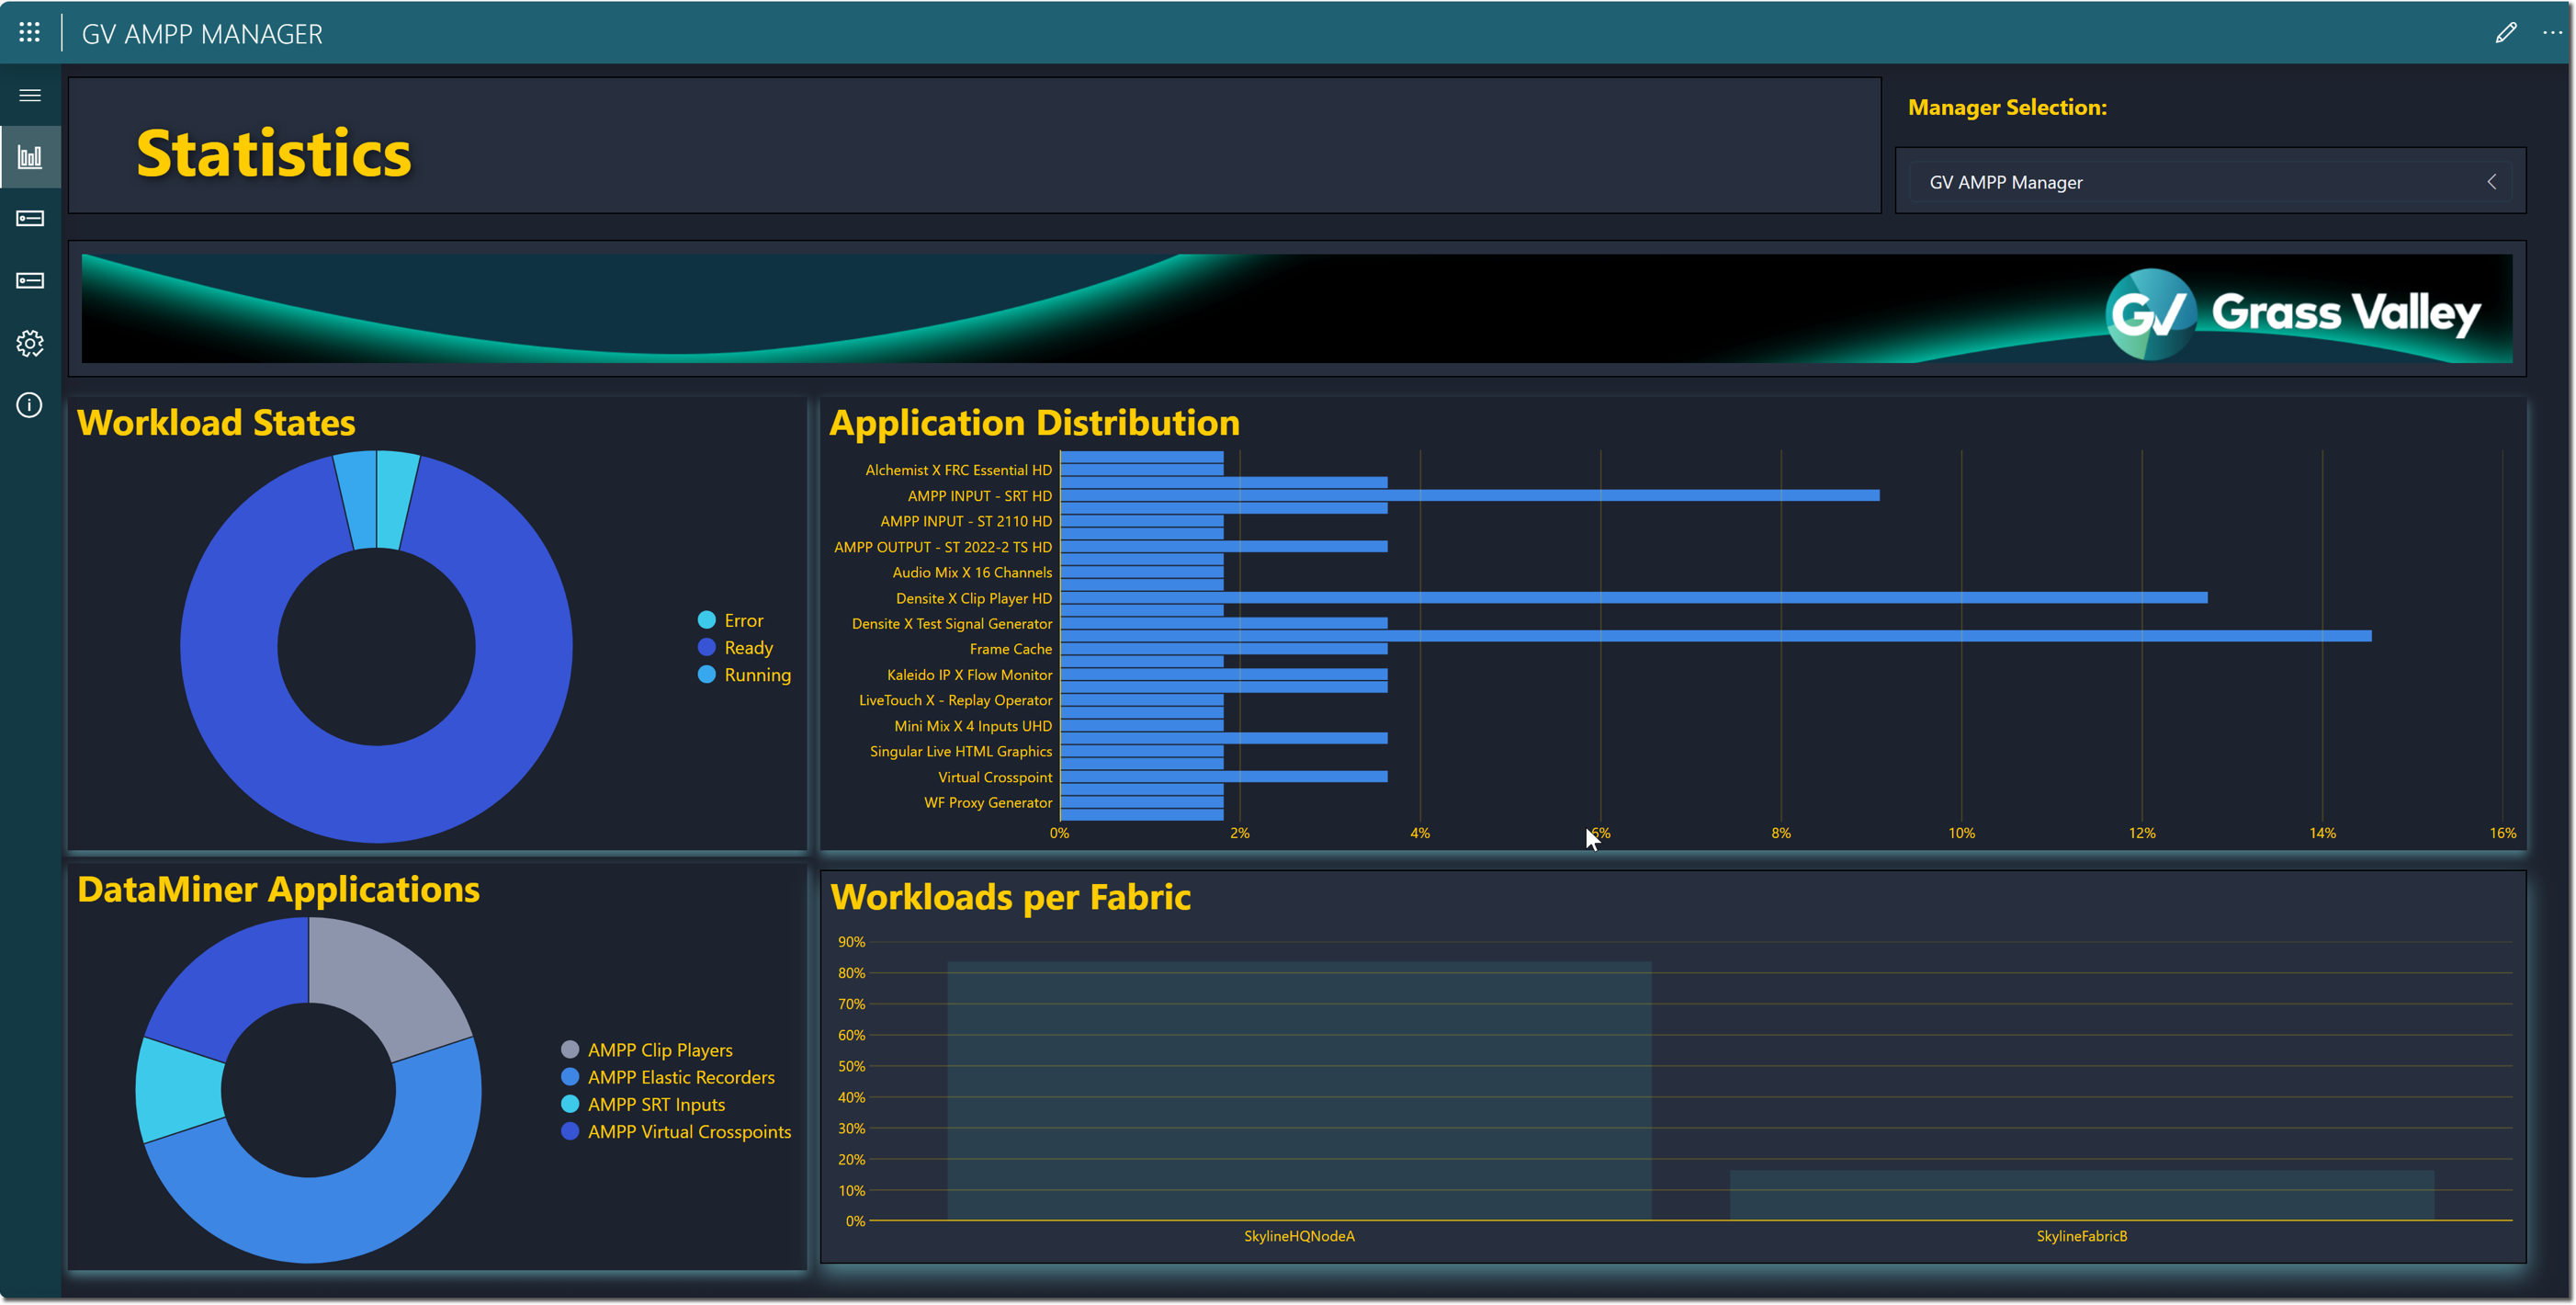 GV AMPP MANAGER
Statistics
Manager Selection:
GV AMPP Manager
GV Grass Valley
Workload States
Error
Ready
Running
Application Distribution
Alchemist X FRC Essential HD
AMPP INPUT - SRT HD
AMPP INPUT - ST 2110 HD
AMPP OUTPUT - ST 2022-2 TS HD
Audio Mix X 16 Channels
Densite X Clip Player HD
Densite X Test Signal Generator
Frame Cache
Kaleido IP X Flow Monitor
LiveTouch X - Replay Operator
Mini Mix X 4 Inputs UHD
Singular Live HTML Graphics
Virtual Crosspoint
WF Proxy Generator
0% 2% 4% 6% 8% 10% 12% 14% 16%
DataMiner Applications
AMPP Clip Players
AMPP Elastic Recorders
AMPP SRT Inputs
AMPP Virtual Crosspoints
Workloads per Fabric
90%
80%
70%
60%
50%
40%
30%
20%
10%
0%
SkylineHQNodeA SkylineFabricB